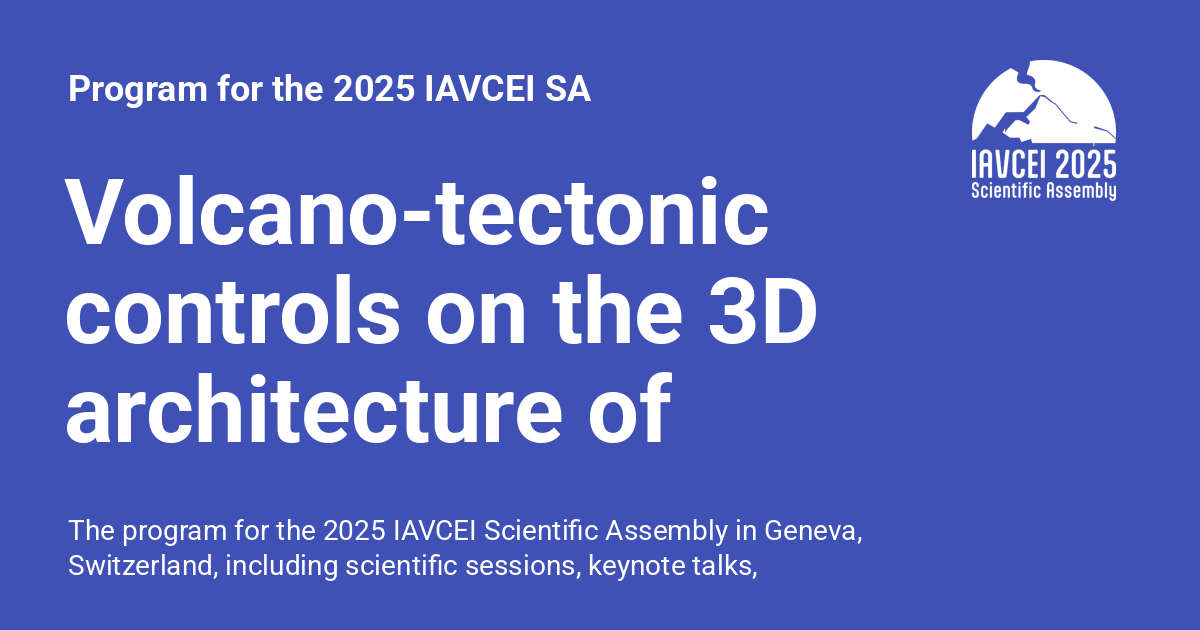 Program for the 2025 IAVCEI SA
IAVCEI 2025
Scientific Assembly
Volcano-tectonic
controls on the 3D
architecture of
The program for the 2025 IAVCEI Scientific Assembly in Geneva,
Switzerland, including scientific sessions, keynote talks,